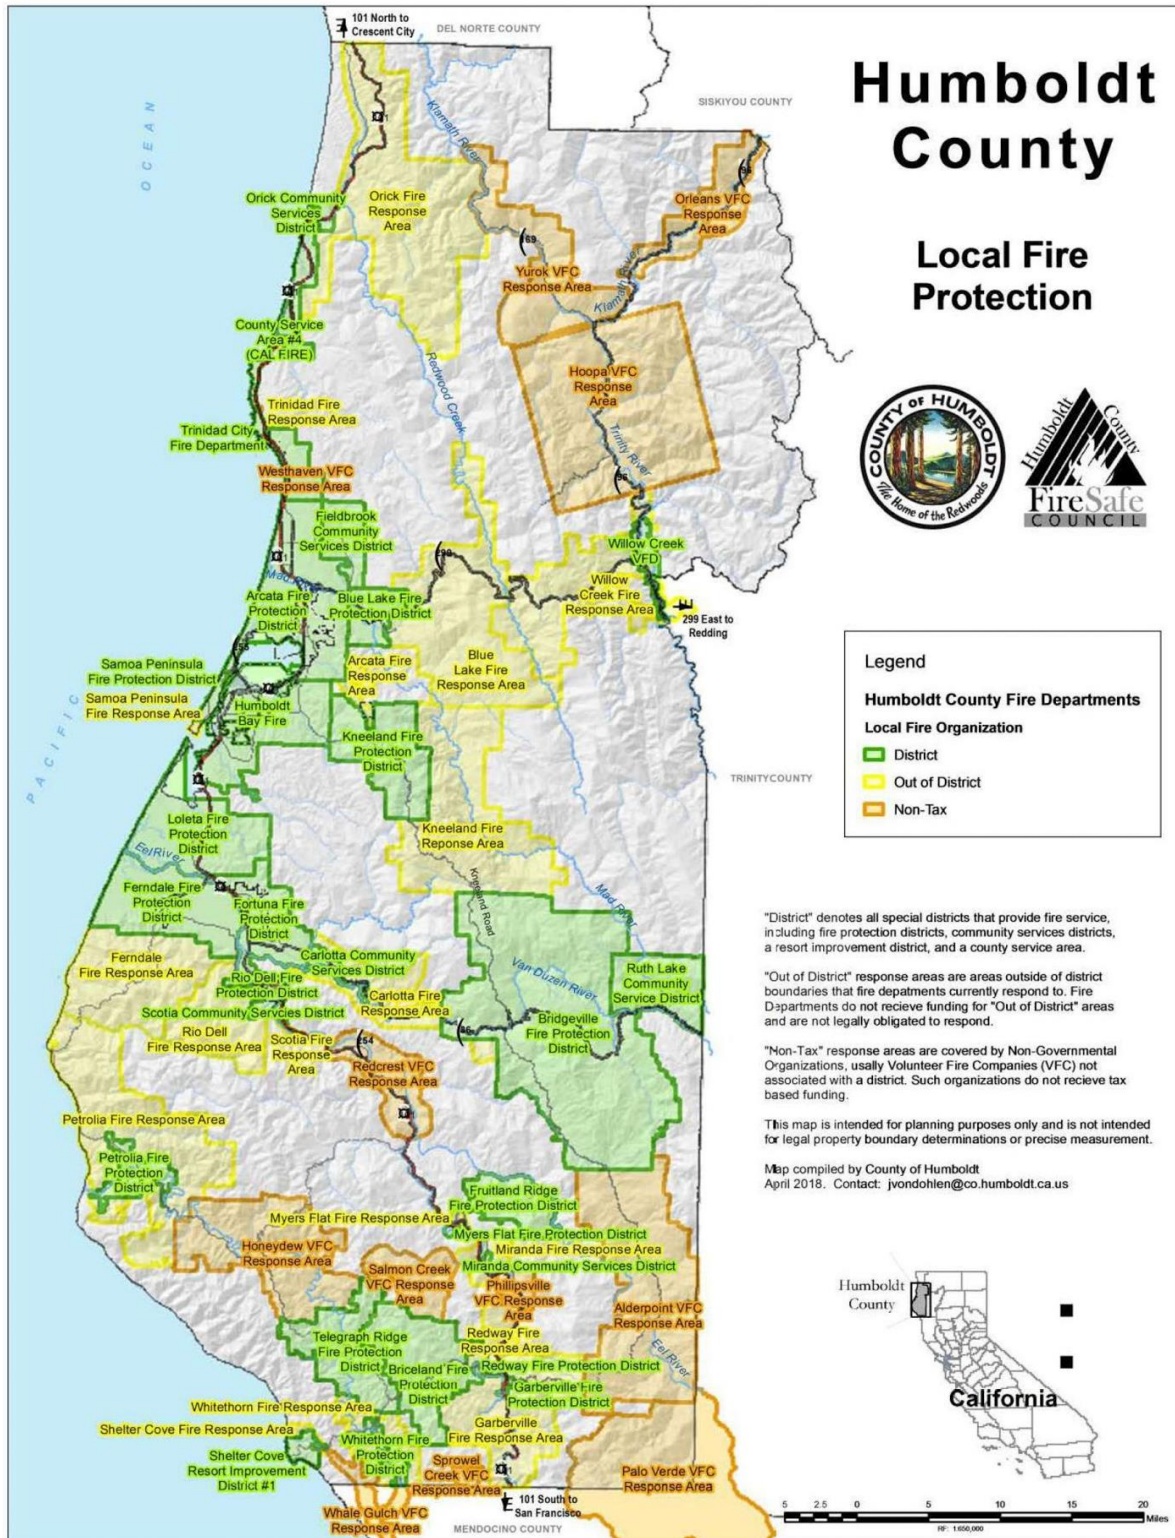 101 North to
Crescent City
DEL NORTE COUNTY
SISKIYOU COUNTY
Humboldt
County
Local Fire
Protection
OCEAN
Klamath River
96
Orick Community
Services
District
Orick Fire
Response
Area
Orleans VFC
Response
Area
169
Yurok VFC
Response Area
Klamath River
County Service
Area #4
(CAL FIRE)
Redwood Creek
Hoopa VFC
Response
Area
Trinity River
96
COUNTY OF HUMBOLDT
The Home of the Redwoods
Humboldt
County
FireSafe
COUNCIL
Trinidad Fire
Response Area
Trinidad City
Fire Department
Westhaven VFC
Response Area
Fieldbrook
Community
Services District
Willow Creek
VFD
299
Mad River
Arcata Fire
Protection
District
Blue Lake Fire
Protection District
Willow
Creek Fire
Response Area
299 East to
Redding
255
Samoa Peninsula
Fire Protection District
Arcata Fire
Response
Area
Blue
Lake Fire
Response Area
Samoa Peninsula
Fire Response Area
Humboldt
Bay Fire
Kneeland Fire
Protection
District
PACIFIC
TRINITY COUNTY
Legend
Humboldt County Fire Departments
Local Fire Organization
District
Out of District
Non-Tax
Loleta Fire
Protection
District
Kneeland Fire
Reponse Area
Eel River
Kneeland Road
Mad River
Ferndale Fire
Protection
District
Fortuna Fire
Protection
District
Ferndale
Fire Response Area
Carlotta Community
Services District
Van Duzen River
Ruth Lake
Community
Service District
Rio Dell Fire
Protection District
Carlotta Fire
Response Area
Scotia Community Servcies District
Bridgeville
Fire Protection
District
36
Rio Dell
Fire Response Area
Scotia Fire
Response
Area
254
Redcrest VFC
Response Area
"District" denotes all special districts that provide fire service,
including fire protection districts, community services districts,
a resort improvement district, and a county service area.
"Out of District" response areas are areas outside of district
boundaries that fire depatments currently respond to. Fire
Departments do not recieve funding for "Out of District" areas
and are not legally obligated to respond.
"Non-Tax" response areas are covered by Non-Governmental
Organizations, usally Volunteer Fire Companies (VFC) not
associated with a district. Such organizations do not recieve tax
based funding.
This map is intended for planning purposes only and is not intended
for legal property boundary determinations or precise measurement.
Map compiled by County of Humboldt
April 2018. Contact: jvondohlen@co.humboldt.ca.us
Petrolia Fire Response Area
Petrolia Fire
Protection
District
Fruitland Ridge
Fire Protection District
Myers Flat Fire Response Area
Myers Flat Fire Protection District
Miranda Fire Response Area
Miranda Community Services District
Honeydew VFC
Response Area
Salmon Creek
VFC Response
Area
Phillipsville
VFC Response
Area
Alderpoint VFC
Response Area
Telegraph Ridge
Fire Protection
District
Redway Fire
Response Area
Eel River
Briceland Fire
Protection
District
Redway Fire Protection District
Garberville Fire
Protection District
Whitethorn Fire Response Area
Shelter Cove Fire Response Area
Garberville
Fire Response Area
Whitethorn Fire
Protection
District
Shelter Cove
Resort Improvement
District #1
Sprowel
Creek VFC
Response Area
Palo Verde VFC
Response Area
Whale Gulch VFC
Response Area
101 South to
San Francisco
MENDOCINO COUNTY
Humboldt
County
California
5 2.5 0 5 10 15 20
Miles
RF: 1:650,000